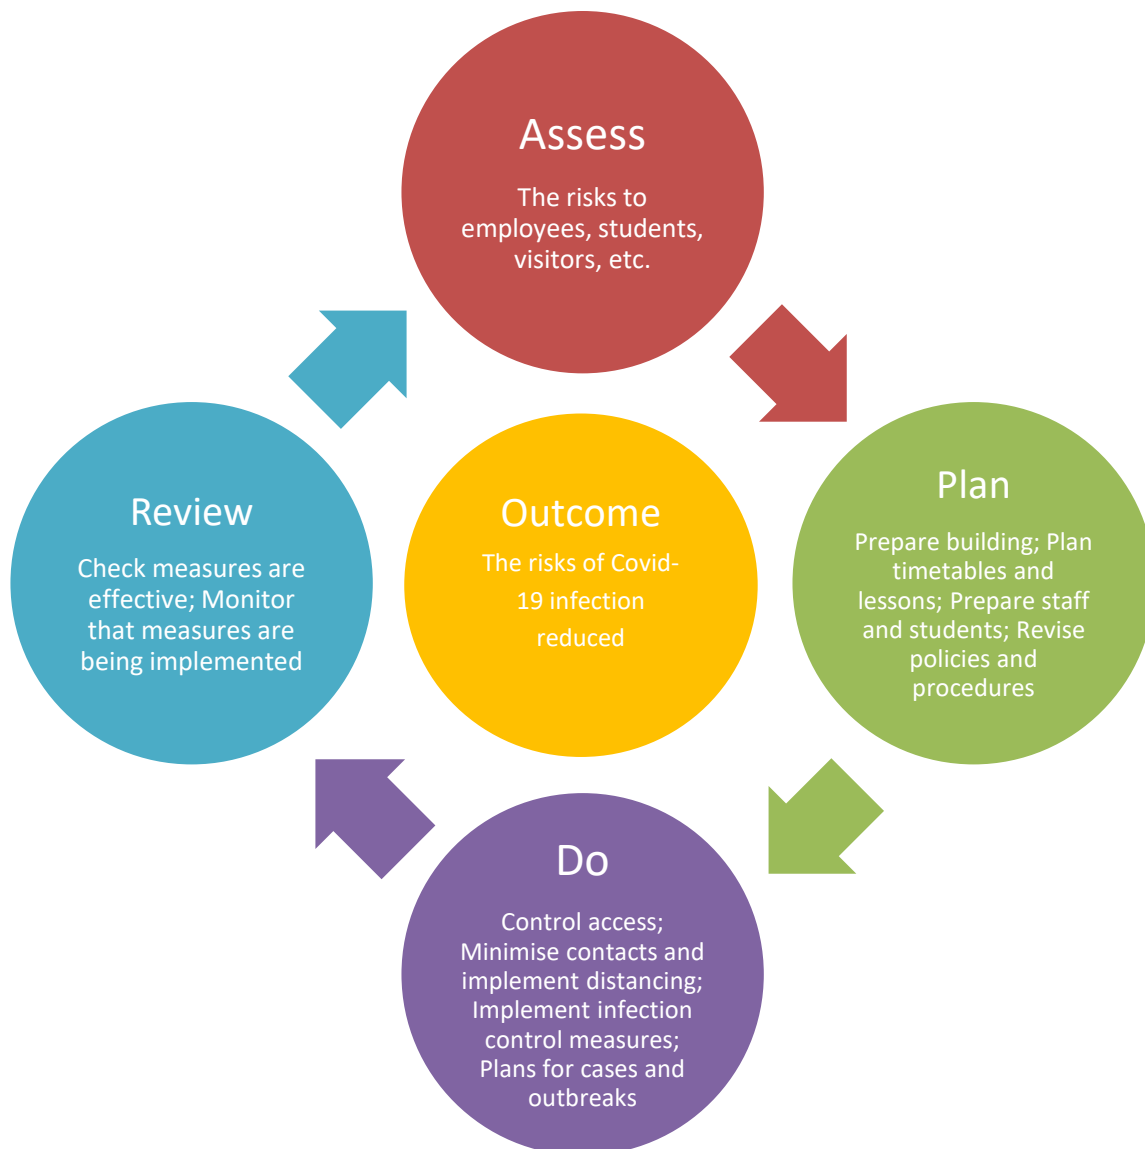 Assess
The risks to
employees, students,
visitors, etc.
Plan
Prepare building; Plan
timetables and
lessons; Prepare staff
and students; Revise
policies and
procedures
Do
Control access;
Minimise contacts and
implement distancing;
Implement infection
control measures;
Plans for cases and
outbreaks
Review
Check measures are
effective; Monitor
that measures are
being implemented
Outcome
The risks of Covid-
19 infection
reduced